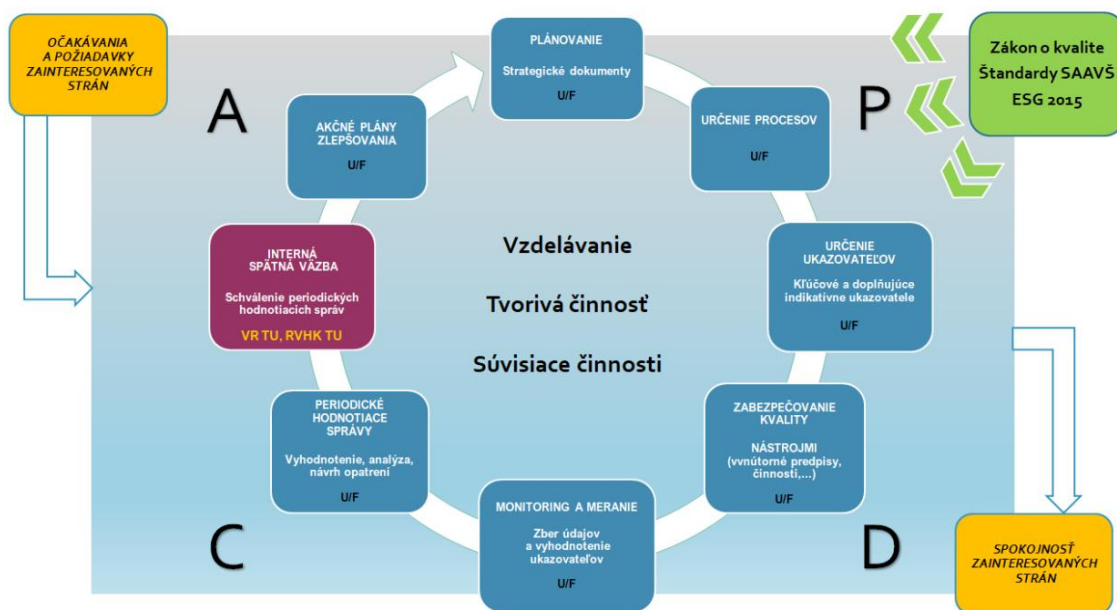 OČAKÁVANIA
A POŽIADAVKY
ZAINTERESOVANÝCH
STRÁN
PLÁNOVANIE
Strategické dokumenty
U/F
Zákon o kvalite
Štandardy SAAVŠ
ESG 2015
A
P
AKČNÉ PLÁNY
ZLEPŠOVANIA
U/F
URČENIE PROCESOV
U/F
INTERNÁ
SPÄTNÁ VÄZBA
Schválenie periodických
hodnotiacich správ
VR TU, RVHK TU
Vzdelávanie
Tvorivá činnosť
Súvisiace činnosti
URČENIE
UKAZOVATEĽOV
Kľúčové a doplňujúce
indikatívne ukazovatele
U/F
PERIODICKÉ
HODNOTIACE
SPRÁVY
Vyhodnotenie, analýza,
návrh opatrení
U/F
ZABEZPEČOVANIE
KVALITY
NÁSTROJMI
(vvnútorné predpisy,
činnosti,...)
U/F
MONITORING A MERANIE
Zber údajov
a vyhodnotenie
ukazovateľov
U/F
C
D
SPOKOJNOSŤ
ZAINTERESOVANÝCH
STRÁN